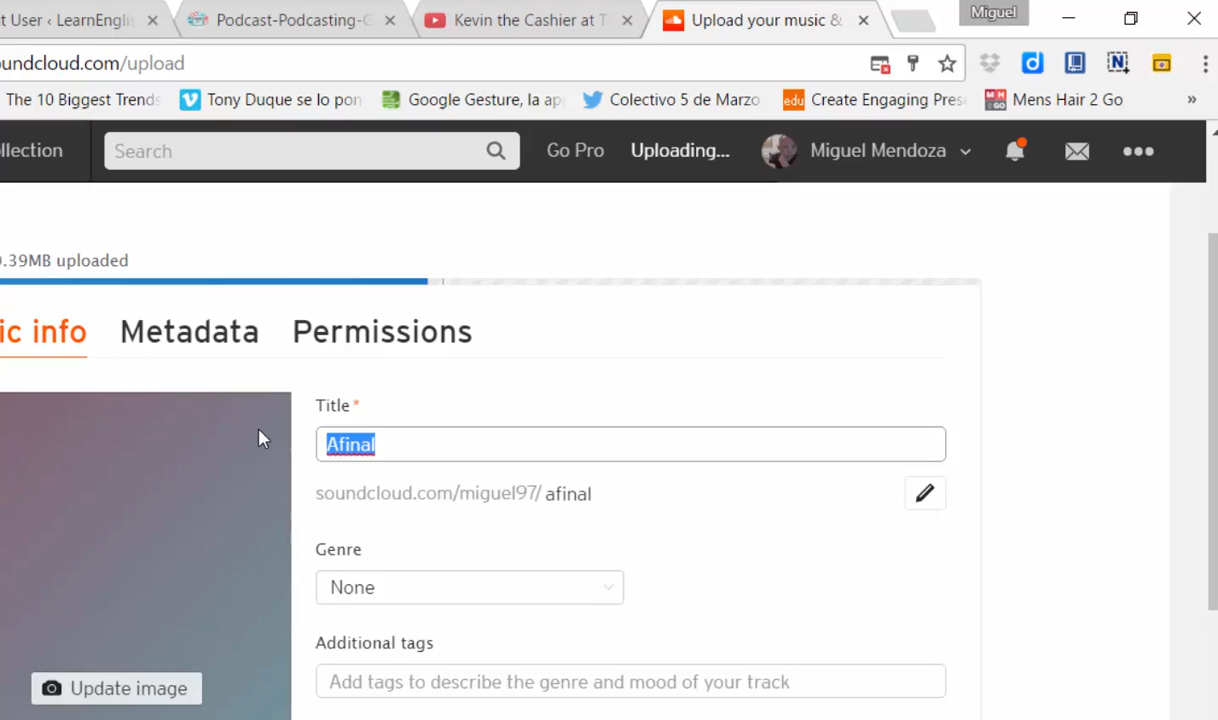 t User ‹ LearnEnglis
Podcast-Podcasting-C
Kevin the Cashier at T
Upload your music &
Miguel
undcloud.com/upload
The 10 Biggest Trends
Tony Duque se lo pon
Google Gesture, la ap
Colectivo 5 de Marzo
edu
Create Engaging Pres
Mens Hair 2 Go
»
llection
Search
Go Pro
Uploading...
Miguel Mendoza
0.39MB uploaded
ic info
Metadata
Permissions
Title *
Afinal
soundcloud.com/miguel97/ afinal
Genre
None
Additional tags
Add tags to describe the genre and mood of your track
Update image